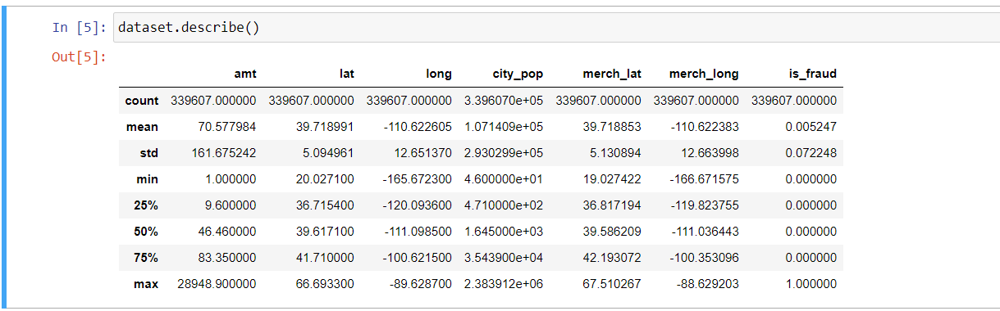 In [5]: dataset.describe()
Out[5]:
amt lat long city_pop merch_lat merch_long is_fraud
count 339607.000000 339607.000000 339607.000000 3.396070e+05 339607.000000 339607.000000 339607.000000
mean 70.577984 39.718991 -110.622605 1.071409e+05 39.718853 -110.622383 0.005247
std 161.675242 5.094961 12.651370 2.930299e+05 5.130894 12.663998 0.072248
min 1.000000 20.027100 -165.672300 4.600000e+01 19.027422 -166.671575 0.000000
25% 9.600000 36.715400 -120.093600 4.710000e+02 36.817194 -119.823755 0.000000
50% 46.460000 39.617100 -111.098500 1.645000e+03 39.586209 -111.036443 0.000000
75% 83.350000 41.710000 -100.621500 3.543900e+04 42.193072 -100.353096 0.000000
max 28948.900000 66.693300 -89.628700 2.383912e+06 67.510267 -88.629203 1.000000